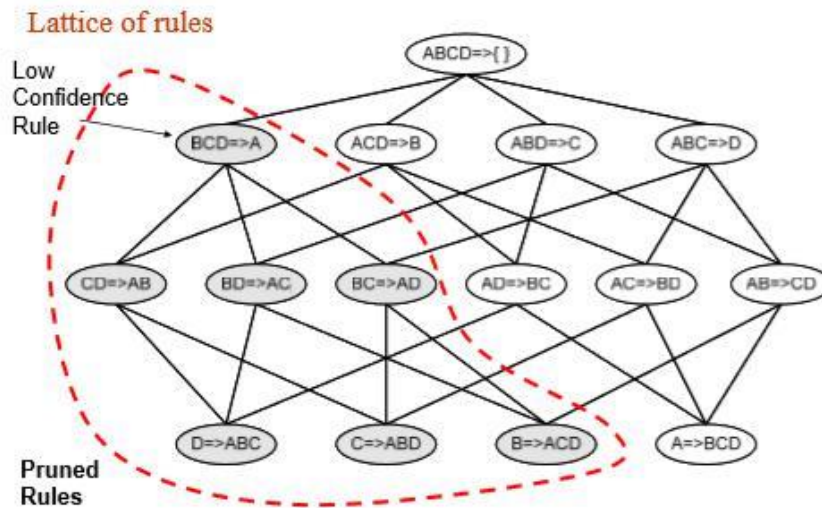 Lattice of rules
ABCD=>{ }
Low
Confidence
Rule
BCD=>A
ACD=>B
ABD=>C
ABC=>D
CD=>AB
BD=>AC
BC=>AD
AD=>BC
AC=>BD
AB=>CD
D=>ABC
C=>ABD
B=>ACD
A=>BCD
Pruned
Rules